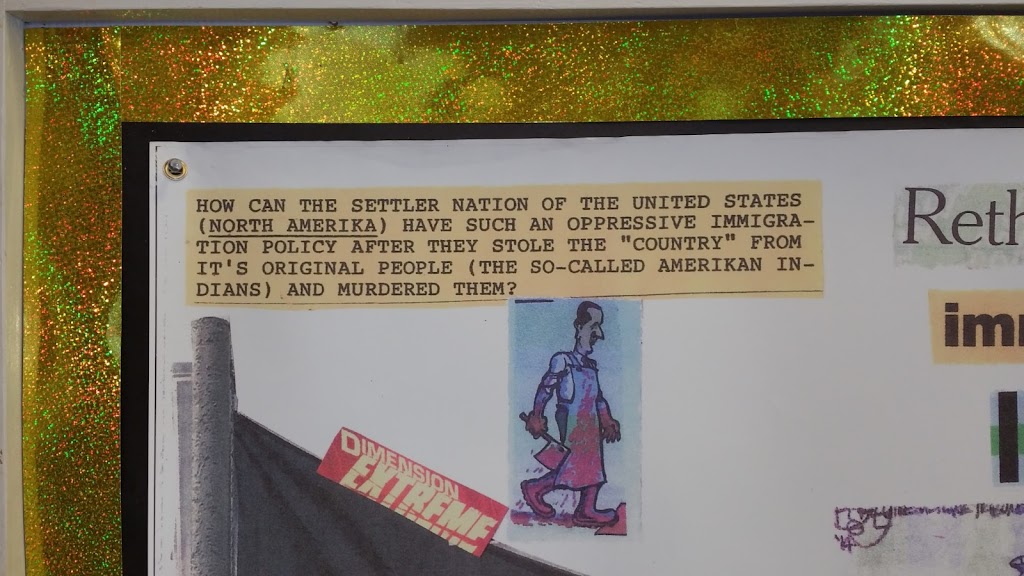 HOW CAN THE SETTLER NATION OF THE UNITED STATES
(NORTH AMERIKA) HAVE SUCH AN OPPRESSIVE IMMIGRA-
TION POLICY AFTER THEY STOLE THE "COUNTRY" FROM
IT'S ORIGINAL PEOPLE (THE SO-CALLED AMERIKAN IN-
DIANS) AND MURDERED THEM?
Reth
imm
DIMENSION
EXTREME